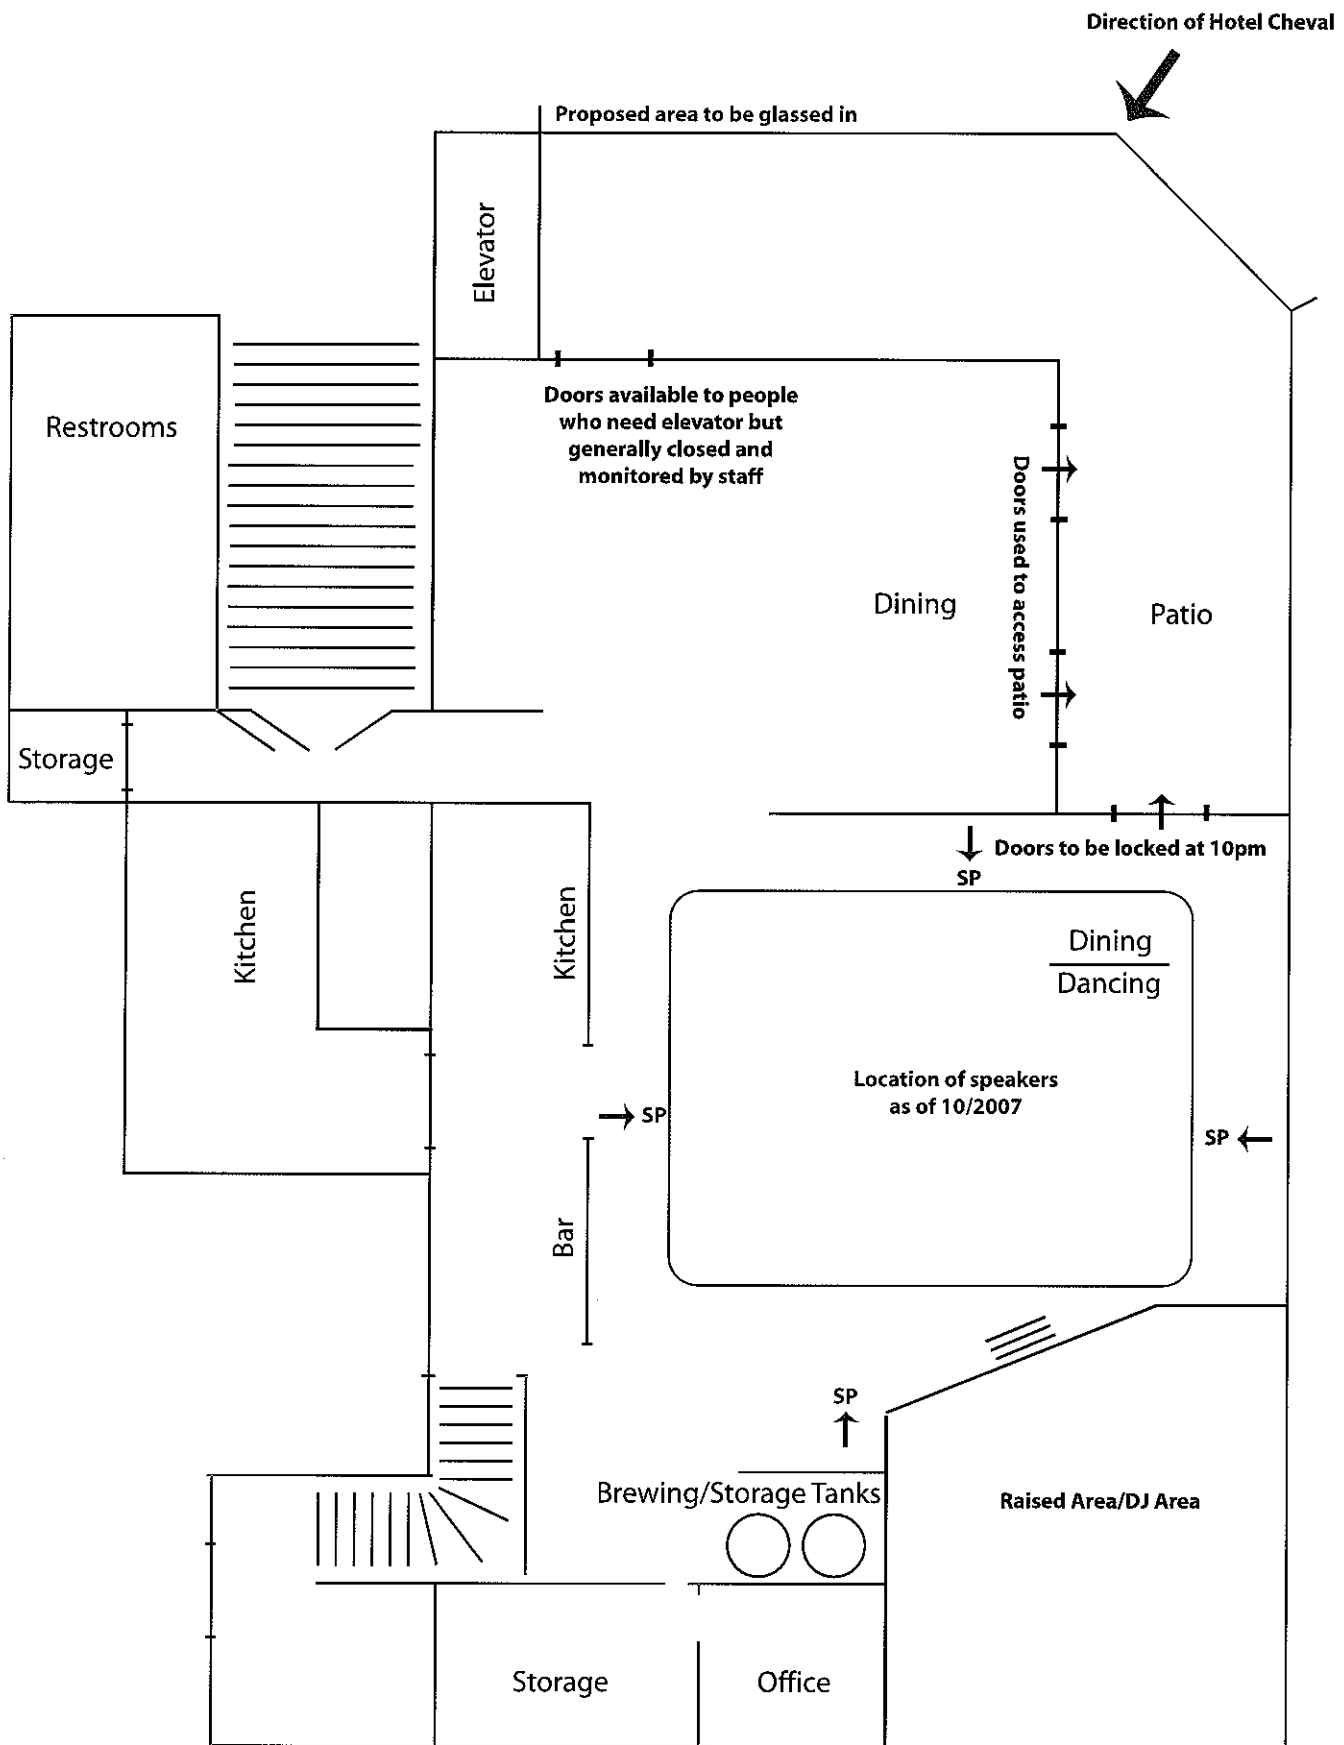 Direction of Hotel Cheval
Proposed area to be glassed in
Elevator
Restrooms
Doors available to people
who need elevator but
generally closed and
monitored by staff
Doors used to access patio
Dining
Patio
Storage
Doors to be locked at 10pm
SP
Kitchen
Kitchen
Dining
Dancing
Location of speakers
as of 10/2007
SP
SP
Bar
SP
Brewing/Storage Tanks
Raised Area/DJ Area
Storage
Office